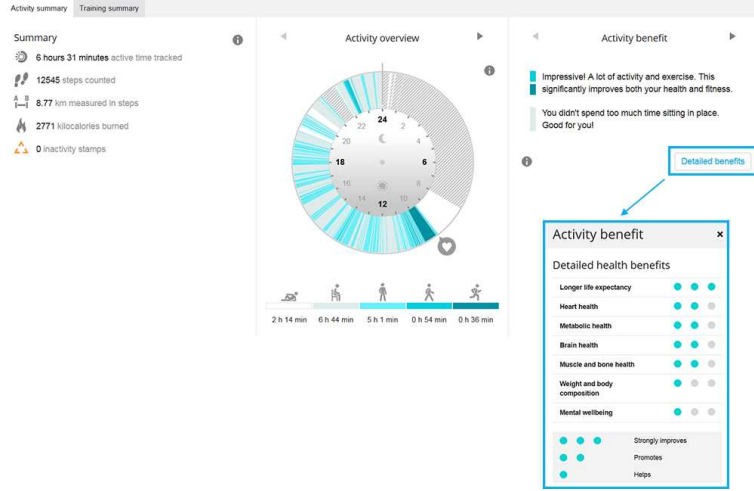 Activity summary
Training summary
Summary
6 hours 31 minutes active time tracked
12545 steps counted
A B
8.77 km measured in steps
2771 kilocalories burned
0 inactivity stamps
Activity overview
24
22
2
20
4
18
6
16
8
14
10
12
2 h 14 min
6 h 44 min
5 h 1 min
0 h 54 min
0 h 36 min
Activity benefit
Impressive! A lot of activity and exercise. This
significantly improves both your health and fitness.
You didn't spend too much time sitting in place.
Good for you!
Detailed benefits
Activity benefit
×
Detailed health benefits
Longer life expectancy
Heart health
Metabolic health
Brain health
Muscle and bone health
Weight and body
composition
Mental wellbeing
Strongly improves
Promotes
Helps